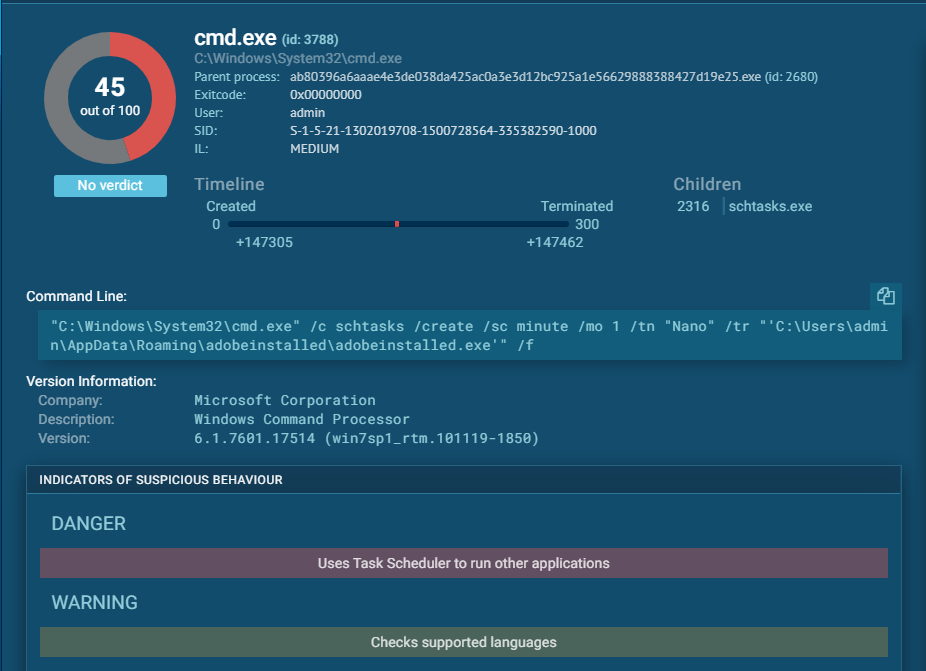 45
out of 100
No verdict
cmd.exe (id: 3788)
C:\Windows\System32\cmd.exe
Parent process: ab80396a6aaae4e3de038da425ac0a3e3d12bc925a1e56629888388427d19e25.exe (id: 2680)
Exitcode: 0x00000000
User: admin
SID: S-1-5-21-1302019708-1500728564-335382590-1000
IL: MEDIUM
Timeline
Created Terminated
0 300
+147305 +147462
Children
2316 schtasks.exe
Command Line:
"C:\Windows\System32\cmd.exe" /c schtasks /create /sc minute /mo 1 /tn "Nano" /tr "'C:\Users\admi
n\AppData\Roaming\adobeinstalled\adobeinstalled.exe'" /f
Version Information:
Company: Microsoft Corporation
Description: Windows Command Processor
Version: 6.1.7601.17514 (win7sp1_rtm.101119-1850)
INDICATORS OF SUSPICIOUS BEHAVIOUR
DANGER
Uses Task Scheduler to run other applications
WARNING
Checks supported languages